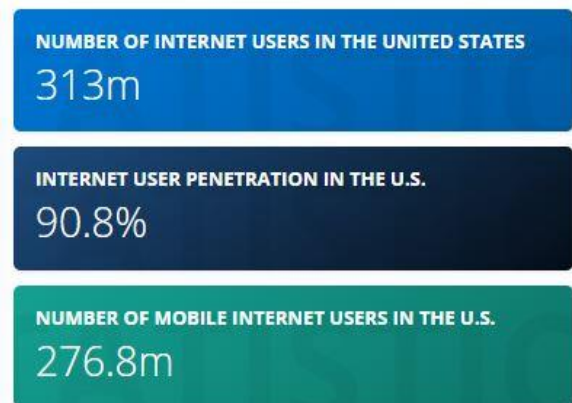 NUMBER OF INTERNET USERS IN THE UNITED STATES
313m
INTERNET USER PENETRATION IN THE U.S.
90.8%
NUMBER OF MOBILE INTERNET USERS IN THE U.S.
276.8m